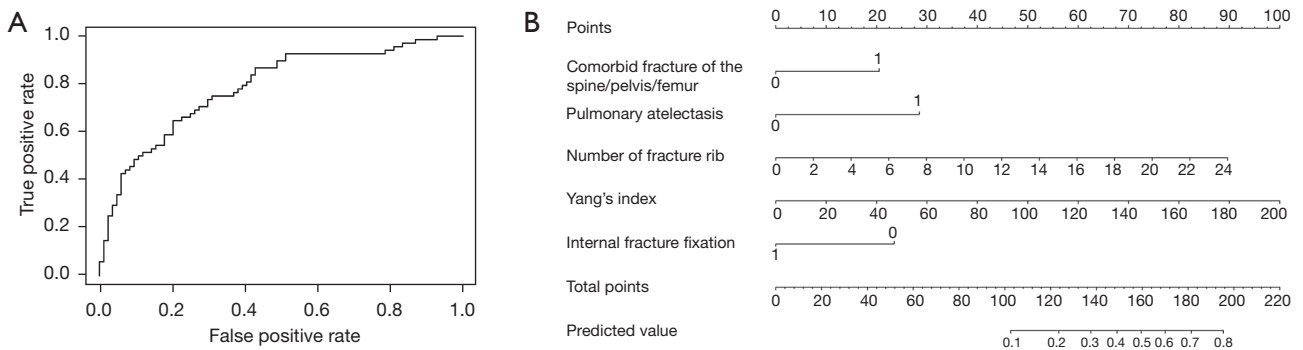 A
1.0
0.8
0.6
0.4
0.2
0.0
True positive rate
0.0 0.2 0.4 0.6 0.8 1.0
False positive rate
B
Points
0 10 20 30 40 50 60 70 80 90 100
Comorbid fracture of the
spine/pelvis/femur
1
0
Pulmonary atelectasis
1
0
Number of fracture rib
0 2 4 6 8 10 12 14 16 18 20 22 24
Yang's index
0 20 40 60 80 100 120 140 160 180 200
Internal fracture fixation
0
1
Total points
0 20 40 60 80 100 120 140 160 180 200 220
Predicted value
0.1 0.2 0.3 0.4 0.5 0.6 0.7 0.8